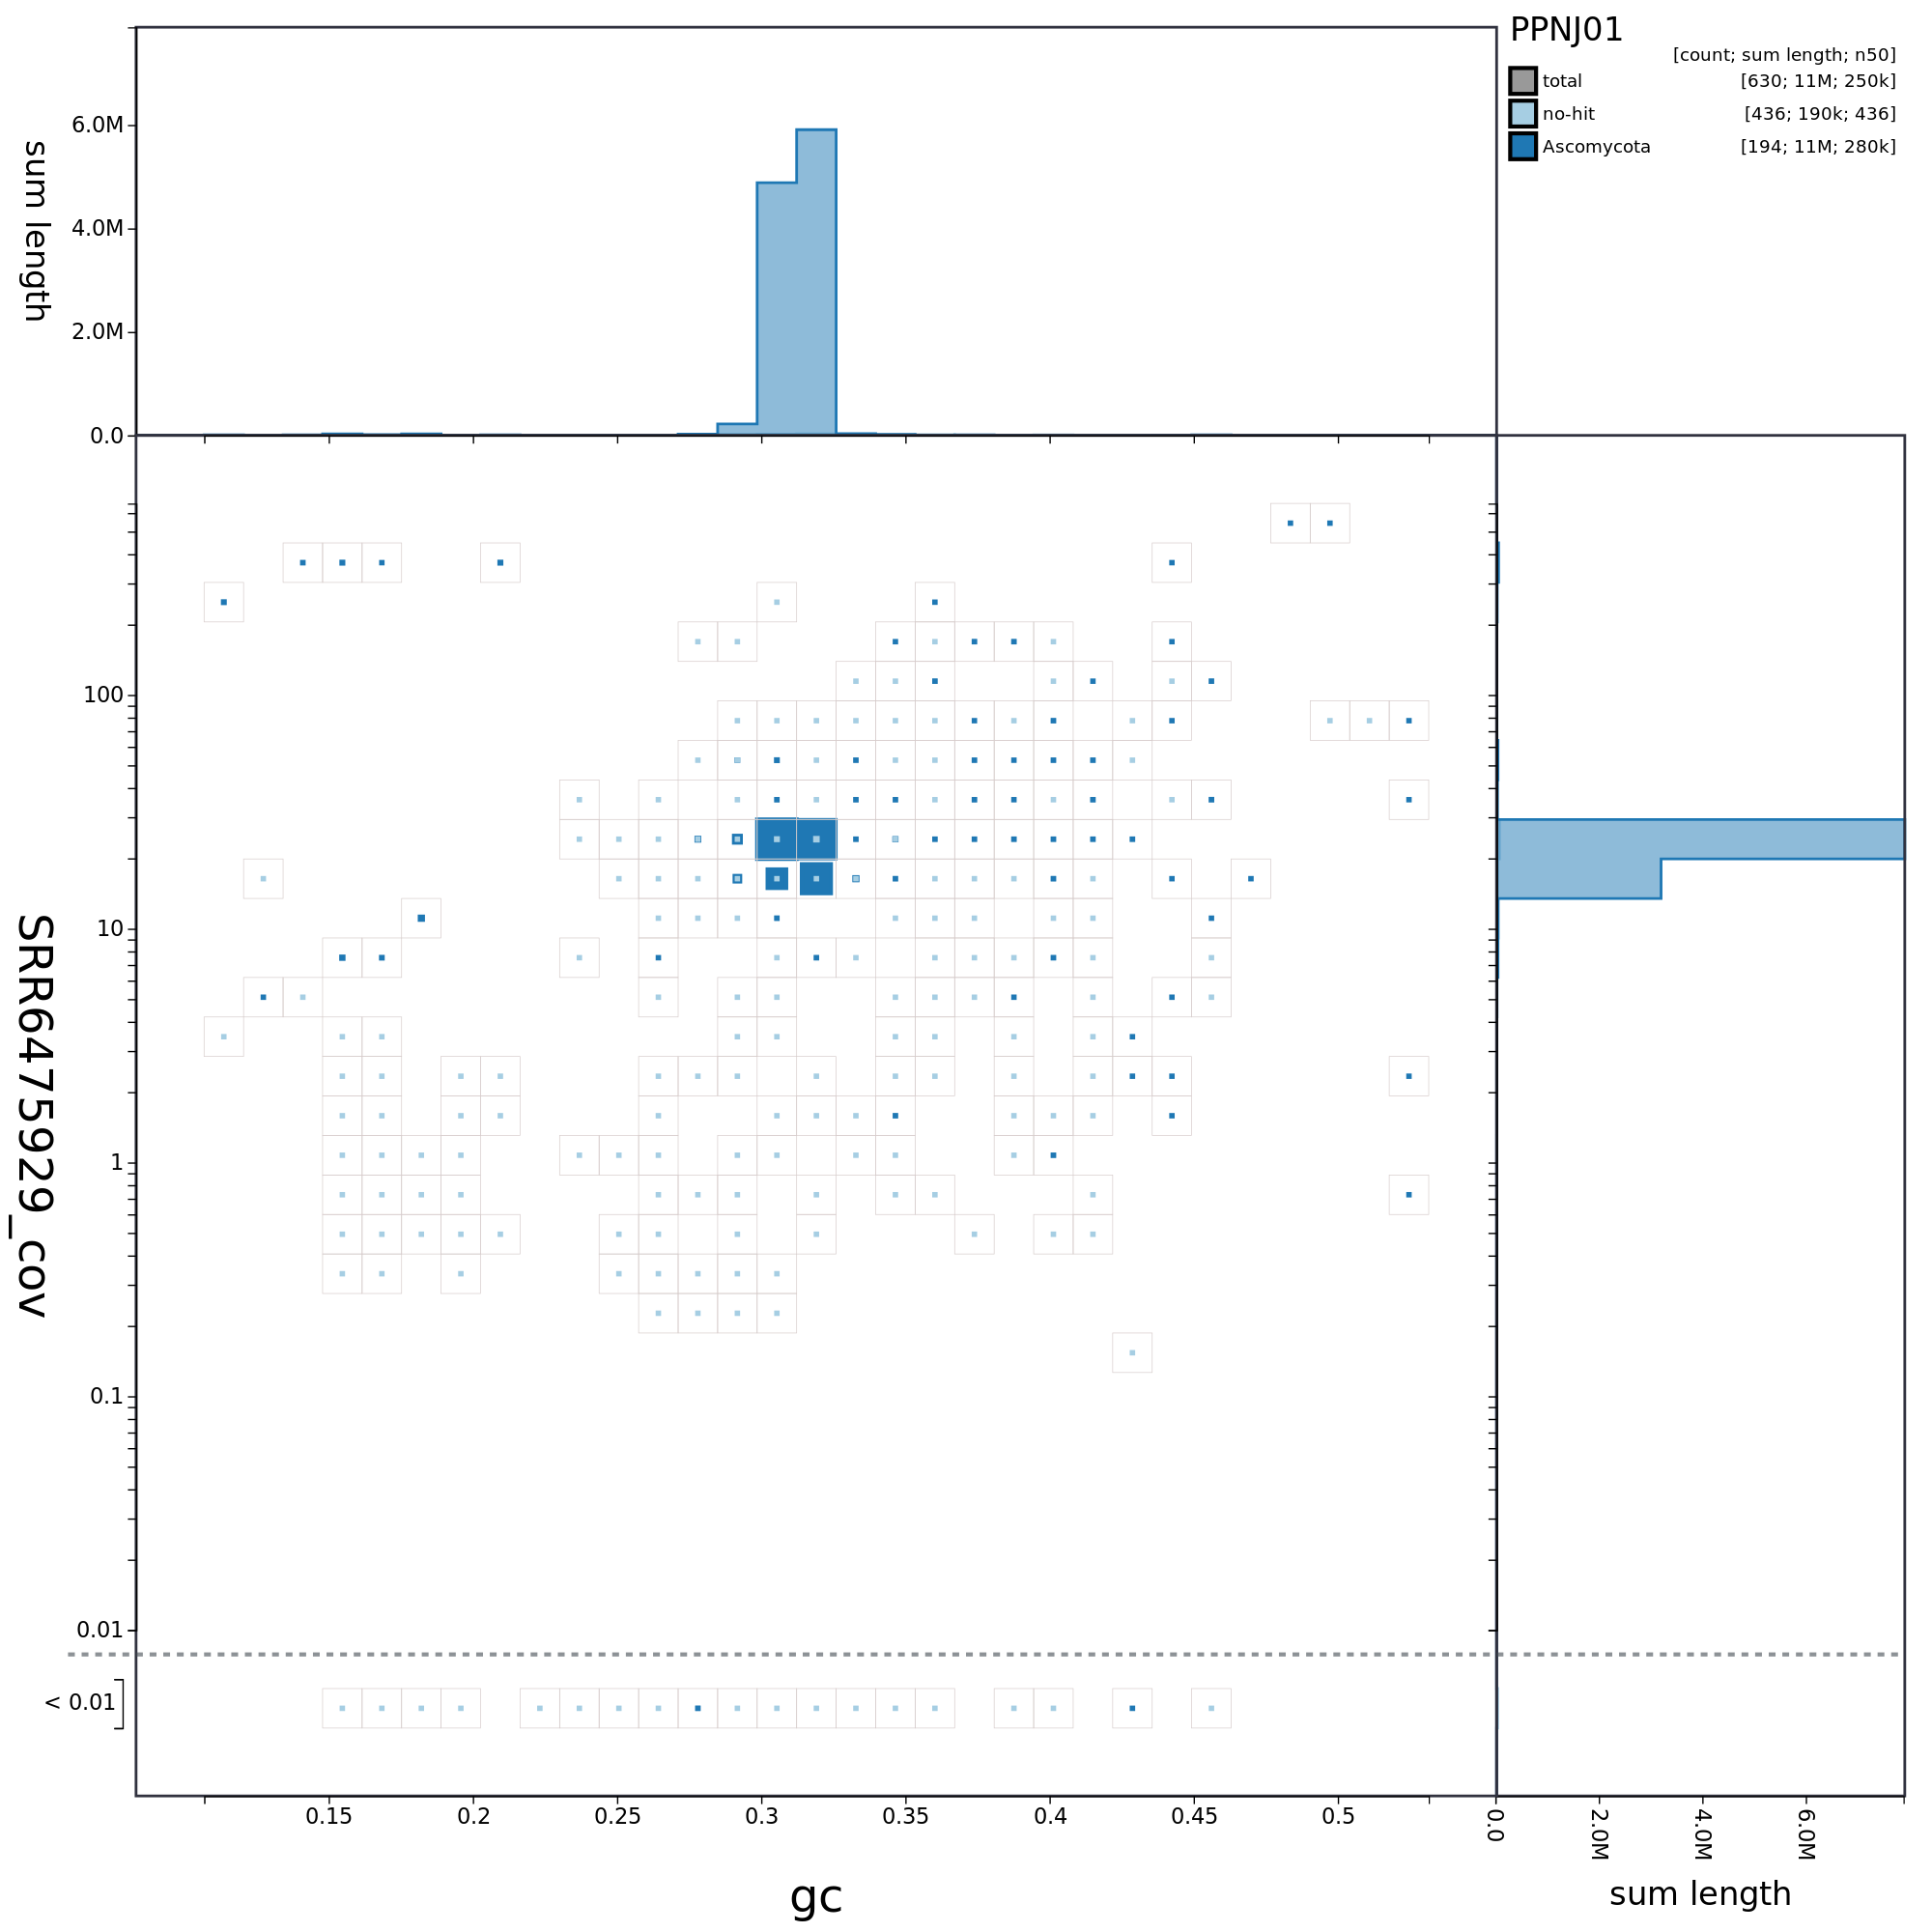 PPNJ01
[count; sum length; n50]
total [630; 11M; 250k]
no-hit [436; 190k; 436]
Ascomycota [194; 11M; 280k]
sum length
6.0M
4.0M
2.0M
0.0
SRR6475929_cov
100
10
1
0.1
0.01
< 0.01
0.15 0.2 0.25 0.3 0.35 0.4 0.45 0.5
gc
0.0 2.0M 4.0M 6.0M
sum length